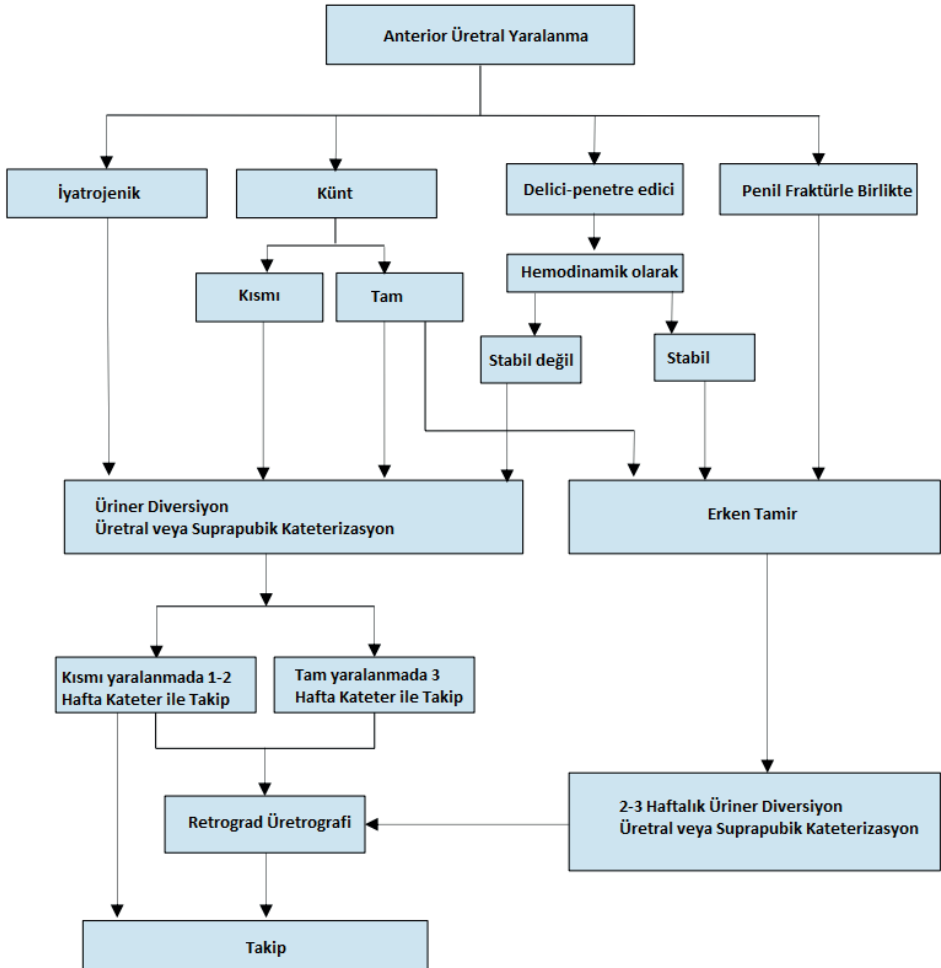 Anterior Üretral Yaralanma
İyatrojenik
Künt
Delici-penetre edici
Penil Fraktürle Birlikte
Kısmı
Tam
Hemodinamik olarak
Stabil değil
Stabil
Üriner Diversiyon
Üretral veya Suprapubik Kateterizasyon
Erken Tamir
Kısmı yaralanmada 1-2
Hafta Kateter ile Takip
Tam yaralanmada 3
Hafta Kateter ile Takip
Retrograd Üretrografi
2-3 Haftalık Üriner Diversiyon
Üretral veya Suprapubik Kateterizasyon
Takip